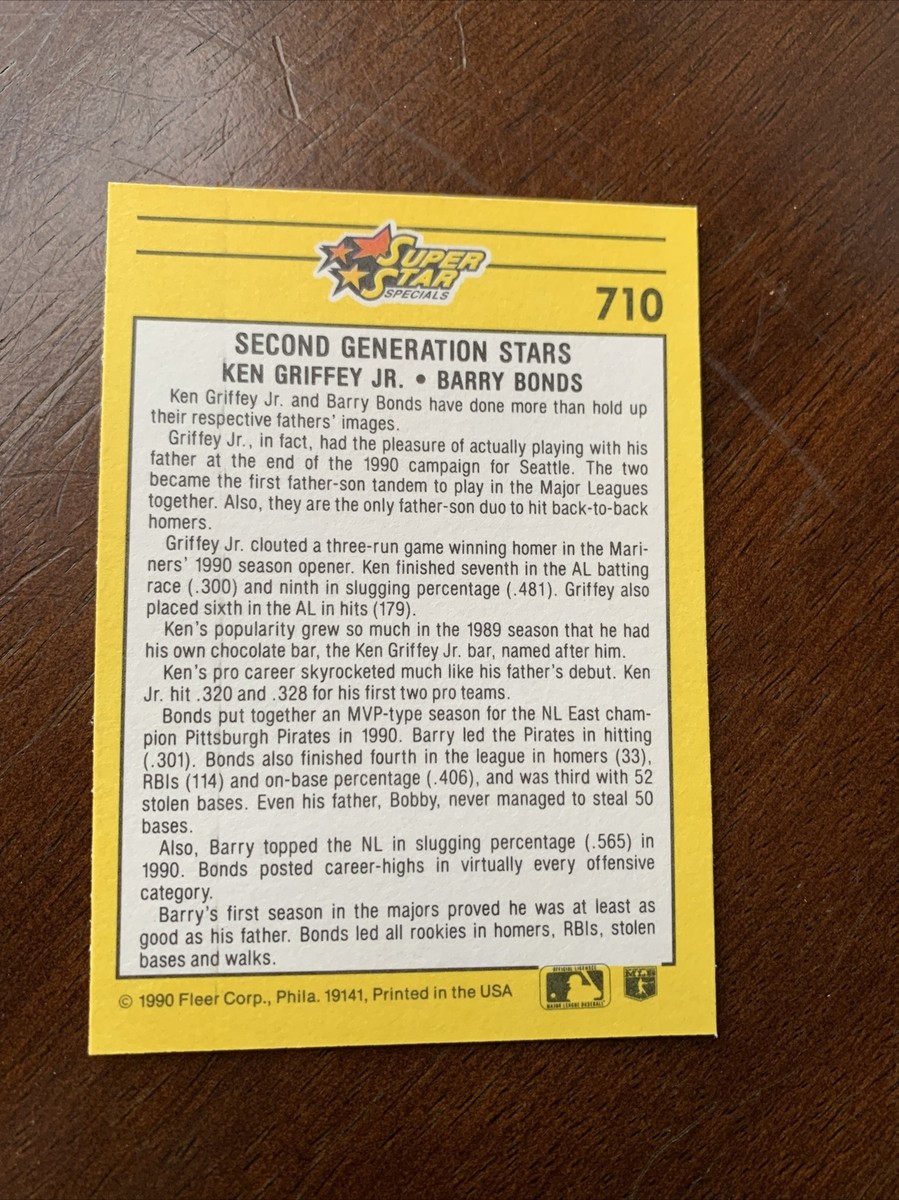 SUPER
STAR
SPECIALS
710
SECOND GENERATION STARS
KEN GRIFFEY JR. • BARRY BONDS
Ken Griffey Jr. and Barry Bonds have done more than hold up
their respective fathers' images.
Griffey Jr., in fact, had the pleasure of actually playing with his
father at the end of the 1990 campaign for Seattle. The two
became the first father-son tandem to play in the Major Leagues
together. Also, they are the only father-son duo to hit back-to-back
homers.
Griffey Jr. clouted a three-run game winning homer in the Mari-
ners' 1990 season opener. Ken finished seventh in the AL batting
race (.300) and ninth in slugging percentage (.481). Griffey also
placed sixth in the AL in hits (179).
Ken's popularity grew so much in the 1989 season that he had
his own chocolate bar, the Ken Griffey Jr. bar, named after him.
Ken's pro career skyrocketed much like his father's debut. Ken
Jr. hit .320 and .328 for his first two pro teams.
Bonds put together an MVP-type season for the NL East cham-
pion Pittsburgh Pirates in 1990. Barry led the Pirates in hitting
(.301). Bonds also finished fourth in the league in homers (33),
RBIs (114) and on-base percentage (.406), and was third with 52
stolen bases. Even his father, Bobby, never managed to steal 50
bases.
Also, Barry topped the NL in slugging percentage (.565) in
1990. Bonds posted career-highs in virtually every offensive
category.
Barry's first season in the majors proved he was at least as
good as his father. Bonds led all rookies in homers, RBIs, stolen
bases and walks.
© 1990 Fleer Corp., Phila. 19141, Printed in the USA
OFFICIAL LICENSEE
MAJOR LEAGUE BASEBALL